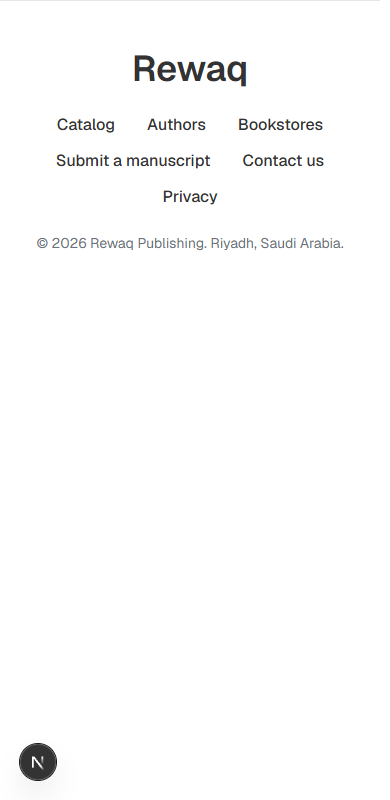 Rewaq
Catalog Authors Bookstores
Submit a manuscript Contact us
Privacy
© 2026 Rewaq Publishing. Riyadh, Saudi Arabia.
N